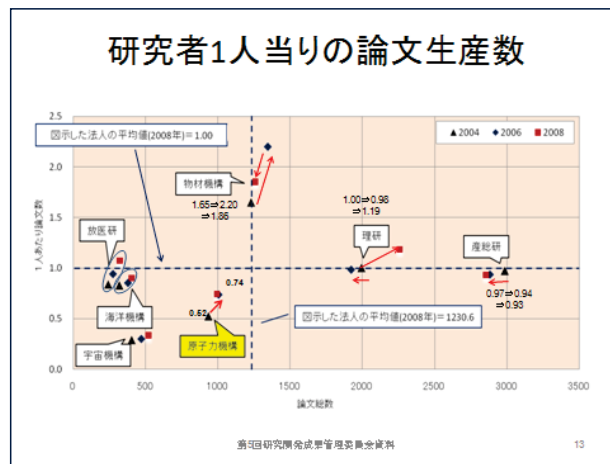 研究者1人当りの論文生産数
2.5
2.0
1.5
1.0
0.5
0.0
1人あたり論文数
図示した法人の平均値(2008年)=1.00
▲2004 ◆2006 ■2008
物材機構
1.65⇒2.20
⇒1.86
1.00⇒0.98
⇒1.19
放医研
理研
産総研
0.97⇒0.94
⇒0.93
0.74
0.52
海洋機構
宇宙機構
原子力機構
図示した法人の平均値(2008年)=1230.6
0 500 1000 1500 2000 2500 3000 3500
論文総数
第5回研究開発成果管理委員会資料
13